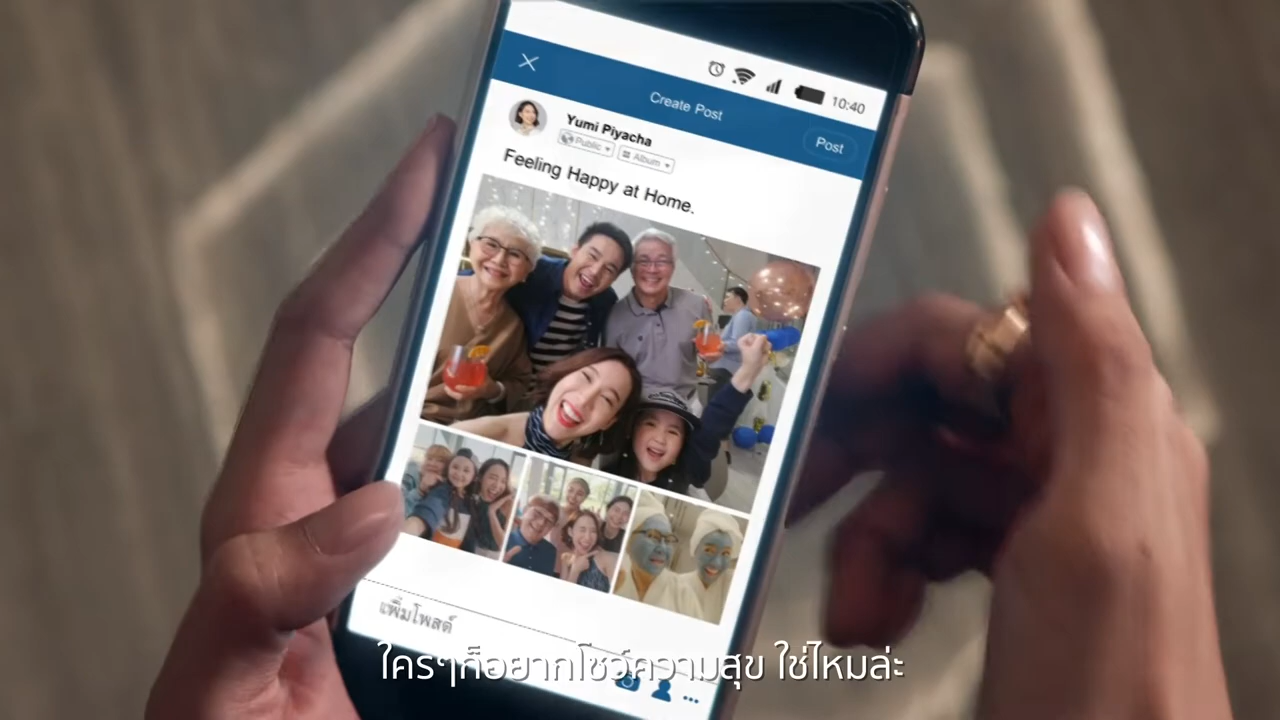 10:40
Create Post
Post
Yumi Piyacha
Public
Album
Feeling Happy at Home.
แพิ่มโพสต์
ใครๆก็อยากโชว์ความสุข ใช่ไหมล่ะ